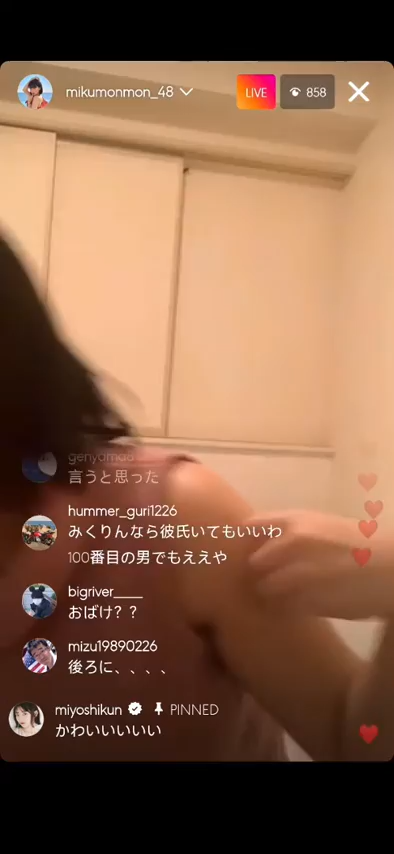 mikumonmon_48
LIVE
858
genyama8
言うと思った
hummer_guri1226
みくりんなら彼氏いてもいいわ
100番目の男でもええや
bigriver____
おばけ？？
mizu19890226
後ろに、、、、
miyoshikun PINNED
かわいいいいい